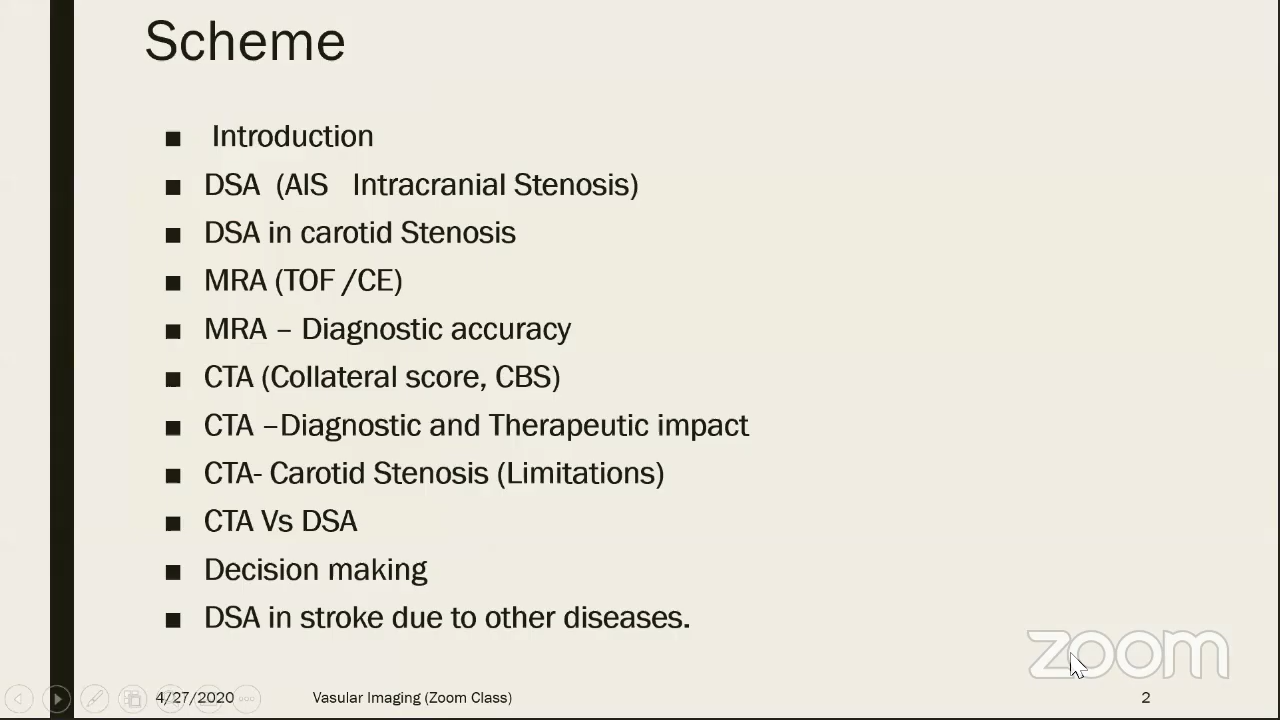 Scheme
Introduction
DSA (AIS Intracranial Stenosis)
DSA in carotid Stenosis
MRA (TOF /CE)
MRA – Diagnostic accuracy
CTA (Collateral score, CBS)
CTA –Diagnostic and Therapeutic impact
CTA- Carotid Stenosis (Limitations)
CTA Vs DSA
Decision making
DSA in stroke due to other diseases.
zoom
4/27/2020 Vasular Imaging (Zoom Class) 2